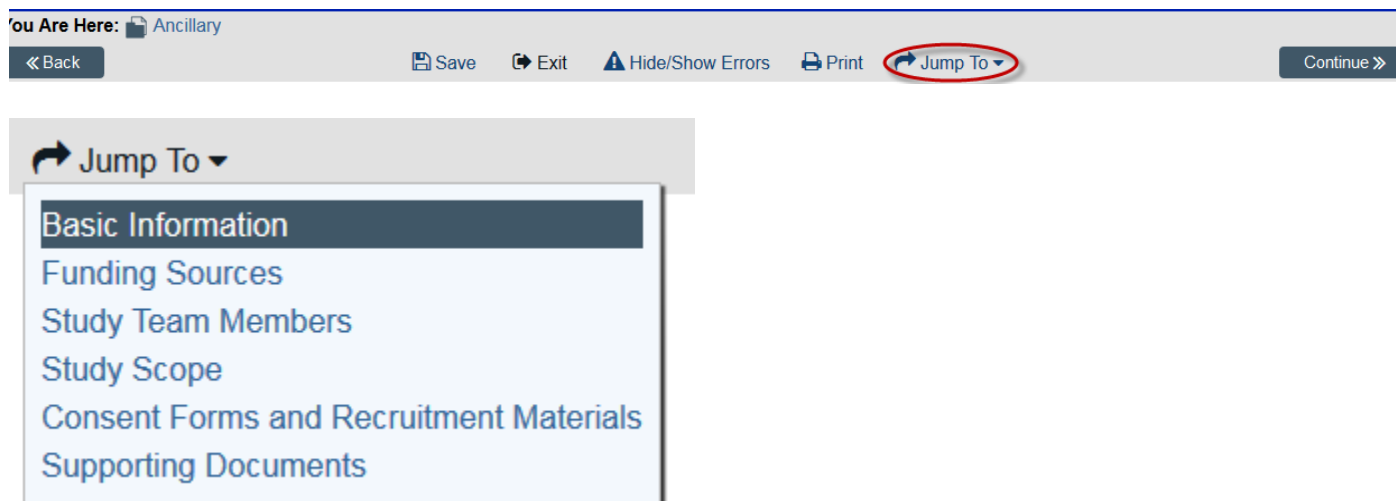 You Are Here: Ancillary
« Back Save Exit Hide/Show Errors Print Jump To Continue »
Jump To
Basic Information
Funding Sources
Study Team Members
Study Scope
Consent Forms and Recruitment Materials
Supporting Documents